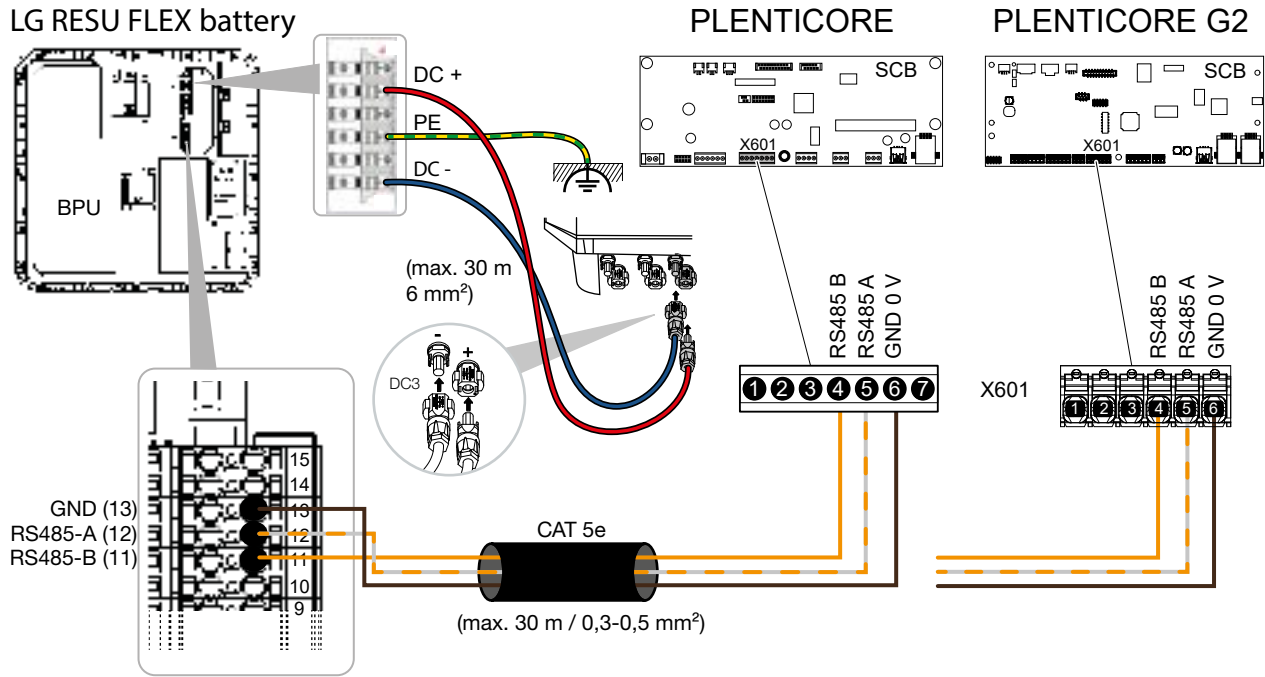 LG RESU FLEX battery
PLENTICORE
PLENTICORE G2
DC +
PE
DC -
BPU
SCB
X601
SCB
X601
(max. 30 m
6 mm²)
- +
DC3
RS485 B
RS485 A
GND 0 V
RS485 B
RS485 A
GND 0 V
1 2 3 4 5 6 7
X601
1 2 3 4 5 6
15
14
GND (13)
13
RS485-A (12)
12
RS485-B (11)
11
10
9
CAT 5e
(max. 30 m / 0,3-0,5 mm²)